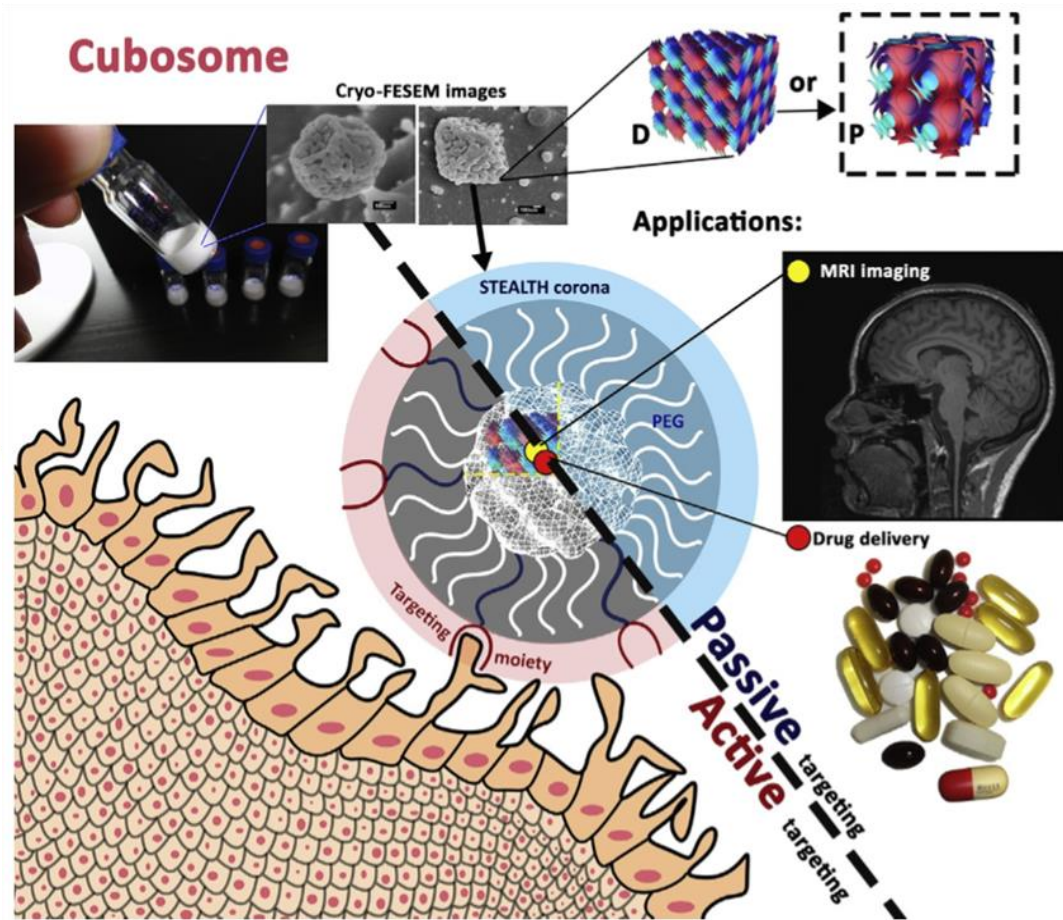 Cubosome
Cryo-FESEM images
D
or
P
Applications:
MRI imaging
STEALTH corona
PEG
Drug delivery
Targeting
moiety
Passive
targeting
Active
targeting